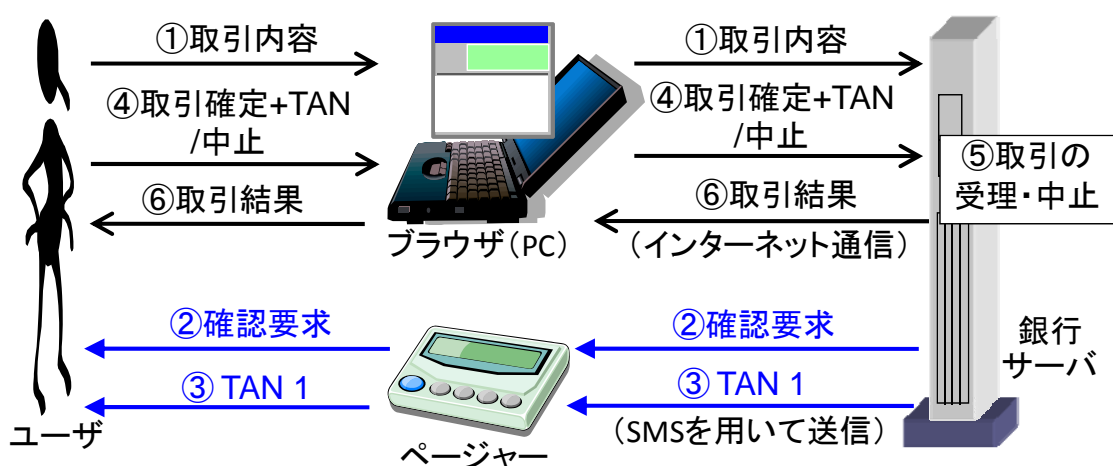 ①取引内容
①取引内容
④取引確定+TAN
/中止
④取引確定+TAN
/中止
⑤取引の
受理・中止
⑥取引結果
⑥取引結果
ブラウザ(PC)
(インターネット通信)
②確認要求
②確認要求
銀行
サーバ
③ TAN 1
③ TAN 1
(SMSを用いて送信)
ユーザ
ページャー